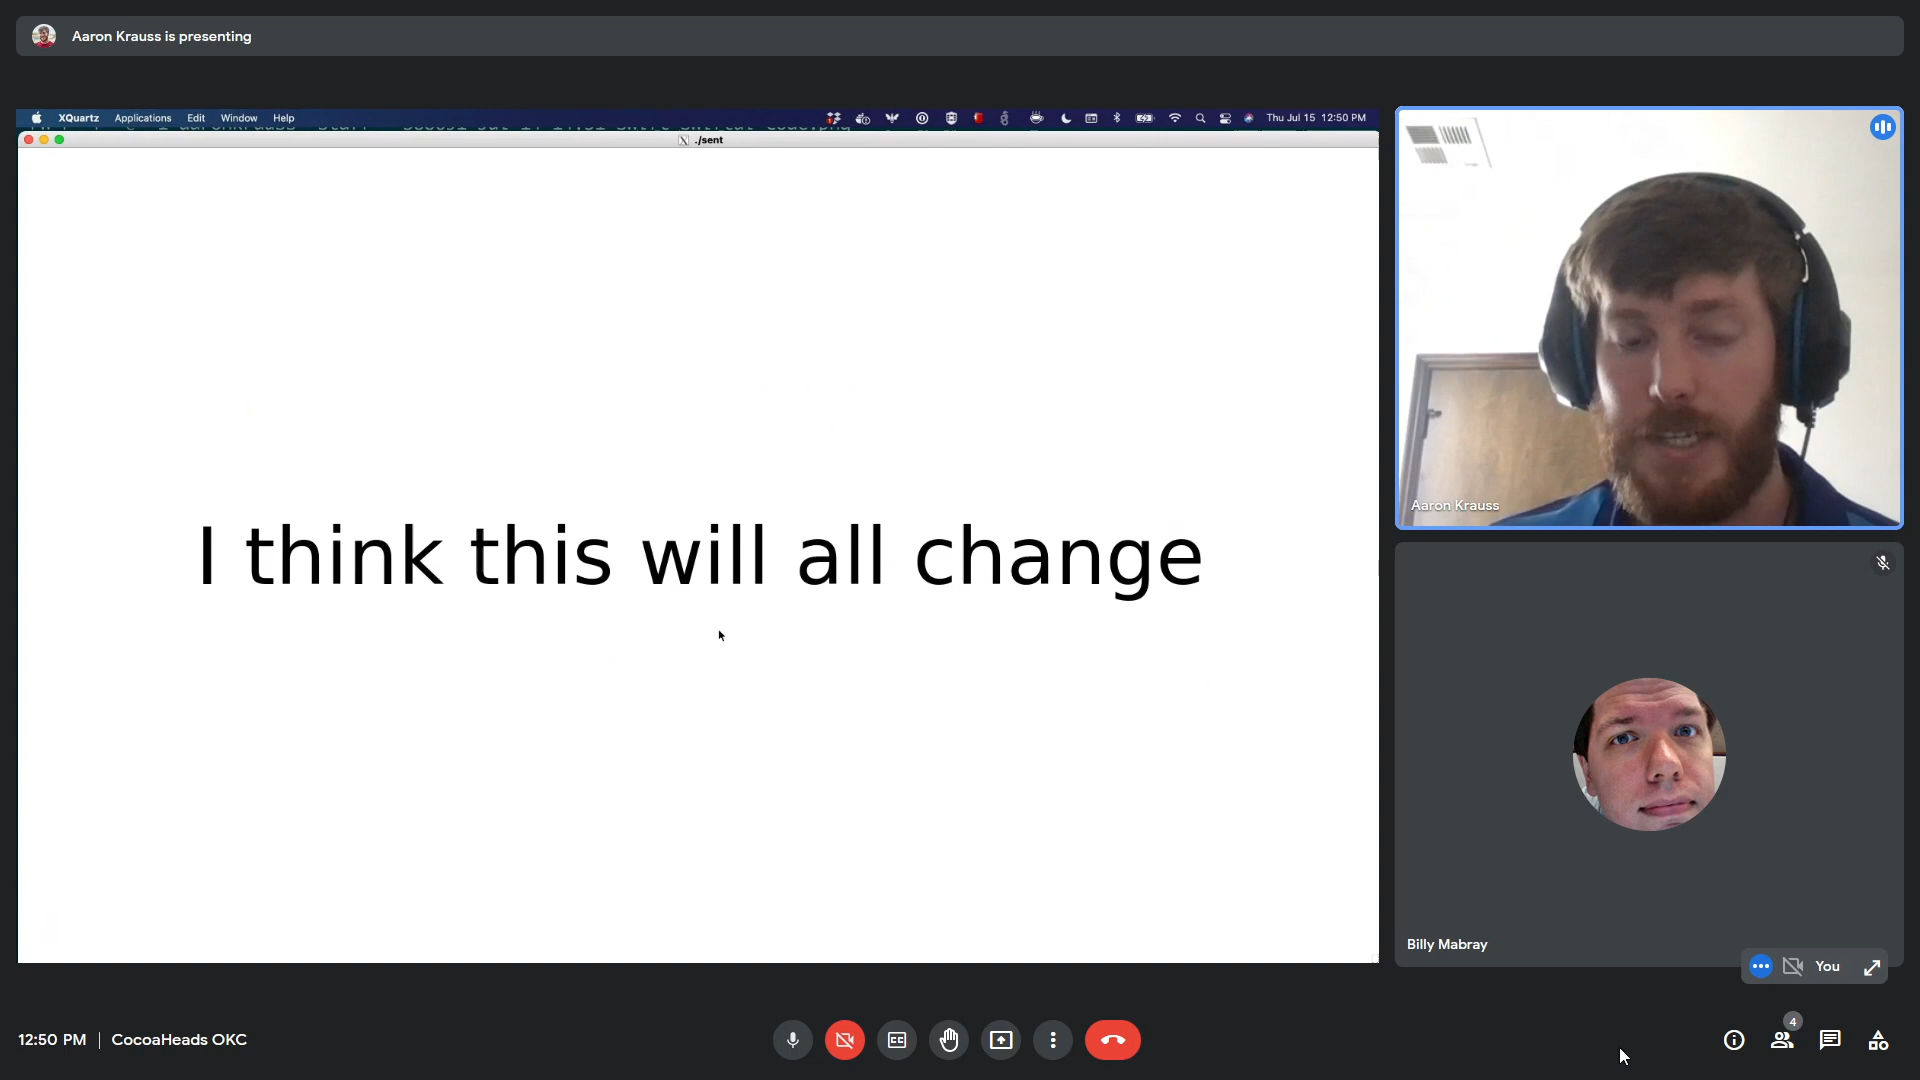 Aaron Krauss is presenting
XQuartz Applications Edit Window Help
Thu Jul 15 12:50 PM
./sent
I think this will all change
Aaron Krauss
Billy Mabray
You
12:50 PM | CocoaHeads OKC
4